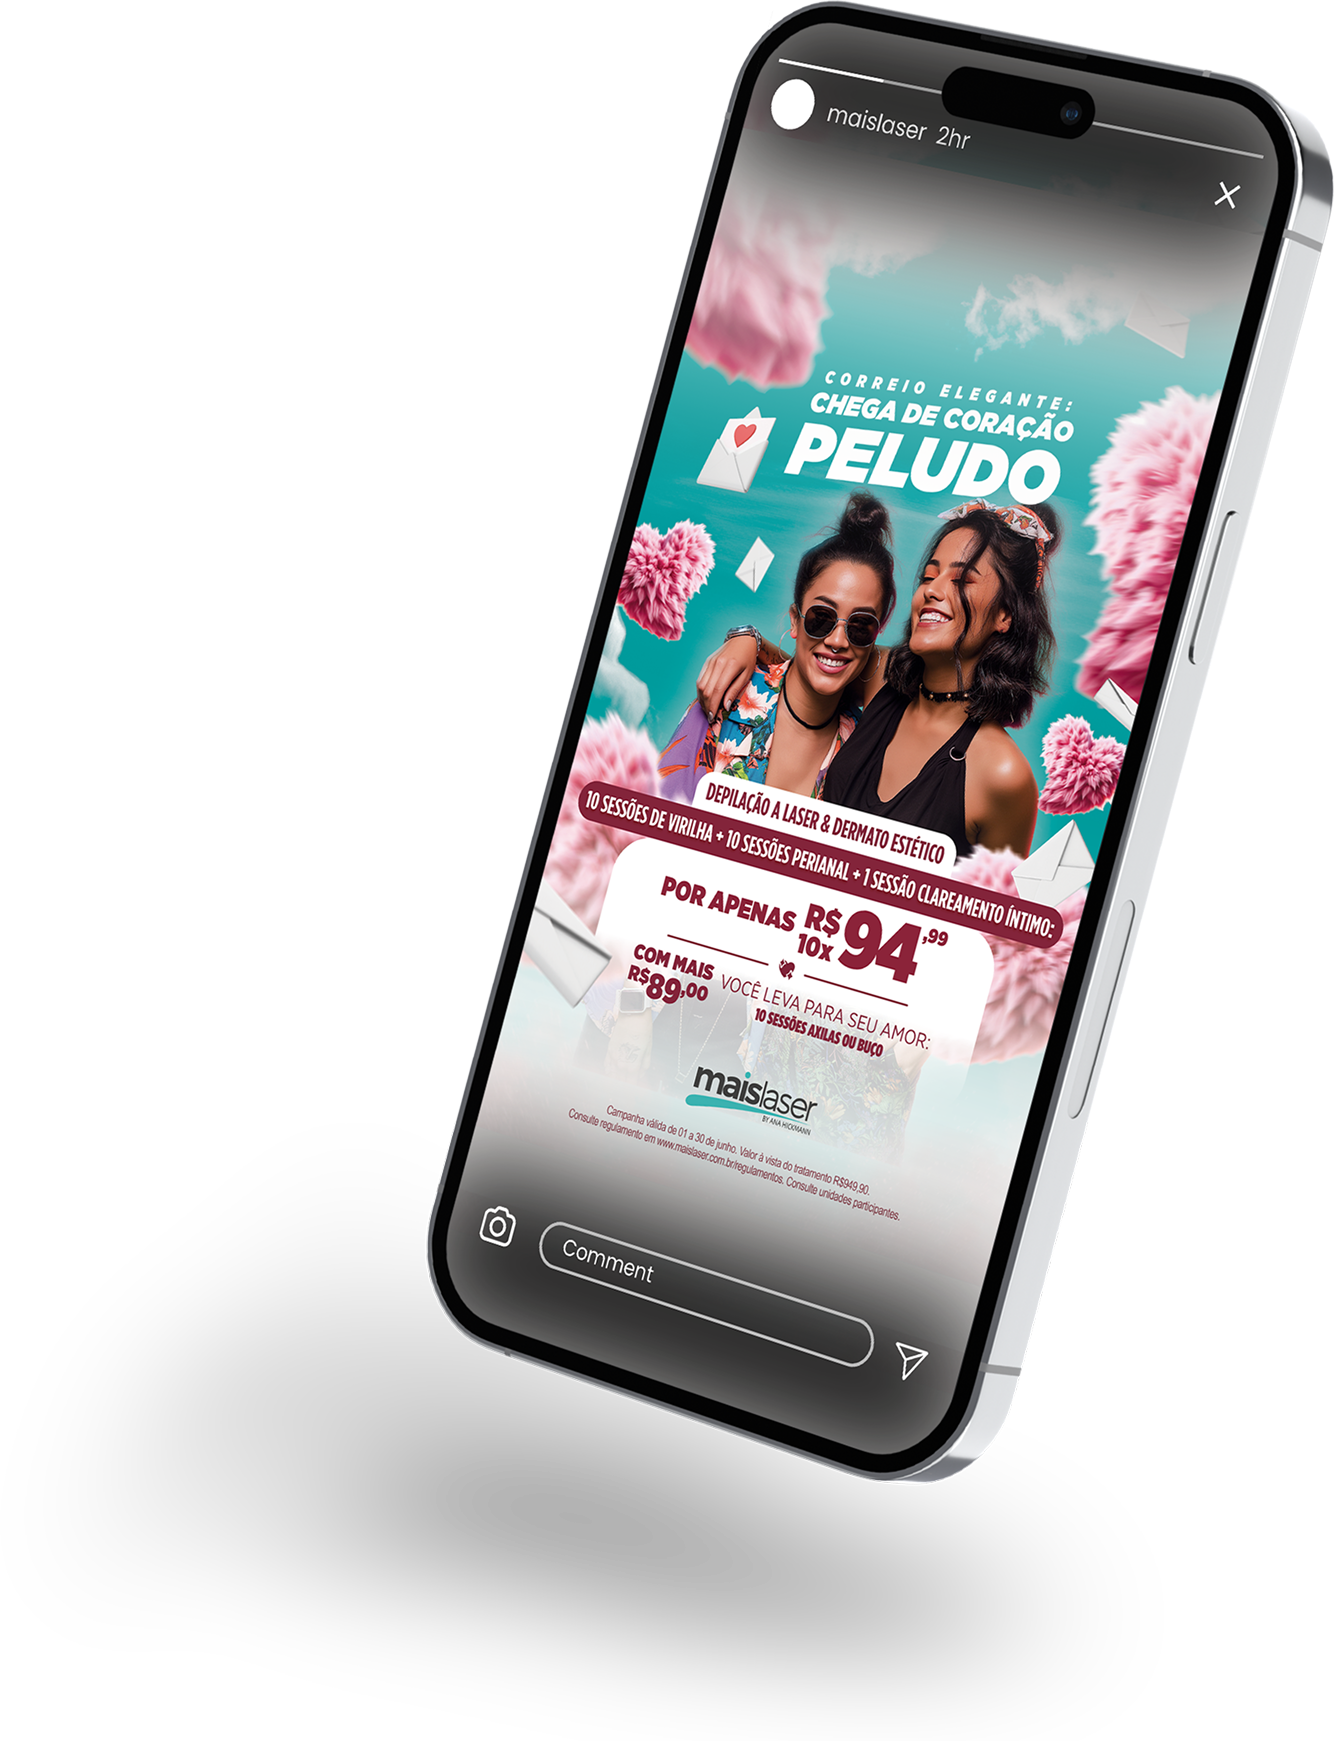 maislaser 2hr
CORREIO ELEGANTE:
CHEGA DE CORAÇÃO
PELUDO
DEPILAÇÃO A LASER & DERMATO ESTÉTICO
10 SESSÕES DE VIRILHA + 10 SESSÕES PERIANAL + 1 SESSÃO CLAREAMENTO ÍNTIMO:
POR APENAS R$ 10x 94,99
COM MAIS
R$89,00
VOCÊ LEVA PARA SEU AMOR:
10 SESSÕES AXILAS OU BUÇO
maislaser
BY ANA HICKMANN
Campanha válida de 01 a 30 de junho. Valor à vista do tratamento R$949,90.
Consulte regulamento em www.maislaser.com.br/regulamentos. Consulte unidades participantes.
Comment